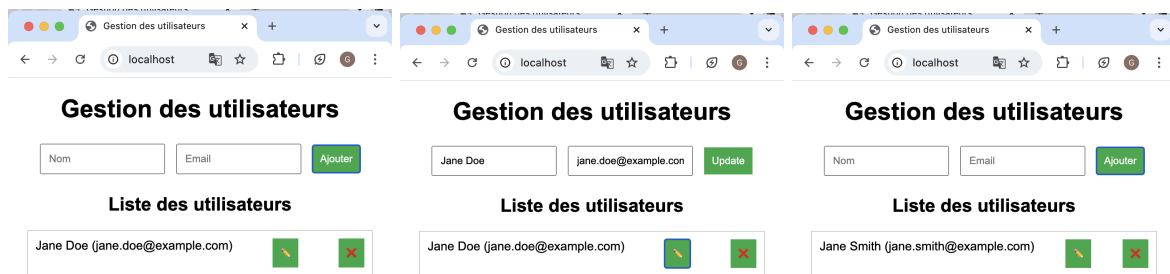 Gestion des utilisateurs
localhost
G
Gestion des utilisateurs
Nom
Email
Ajouter
Liste des utilisateurs
Jane Doe (jane.doe@example.com)
Gestion des utilisateurs
localhost
G
Gestion des utilisateurs
Jane Doe
jane.doe@example.con
Update
Liste des utilisateurs
Jane Doe (jane.doe@example.com)
Gestion des utilisateurs
localhost
G
Gestion des utilisateurs
Nom
Email
Ajouter
Liste des utilisateurs
Jane Smith (jane.smith@example.com)